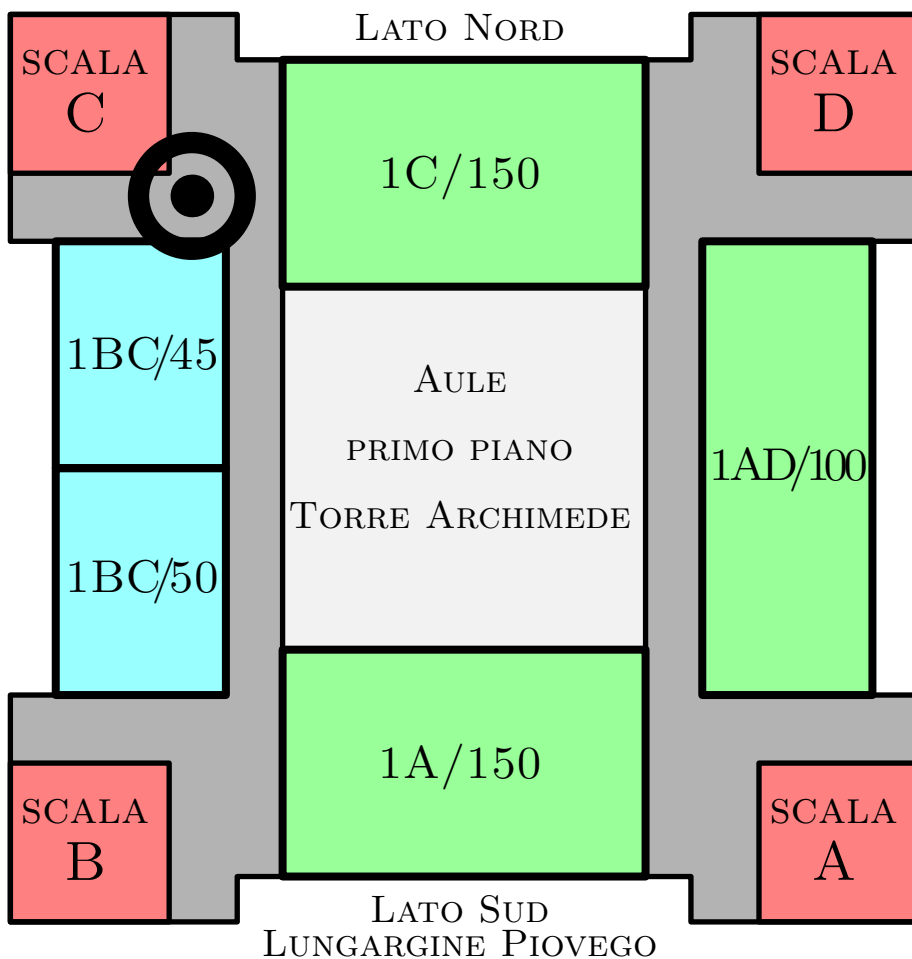 Lato Nord
scala
C
scala
D
1C/150
1BC/45
Aule
primo piano
Torre Archimede
1AD/100
1BC/50
1A/150
scala
B
scala
A
Lato Sud
Lungargine Piovego